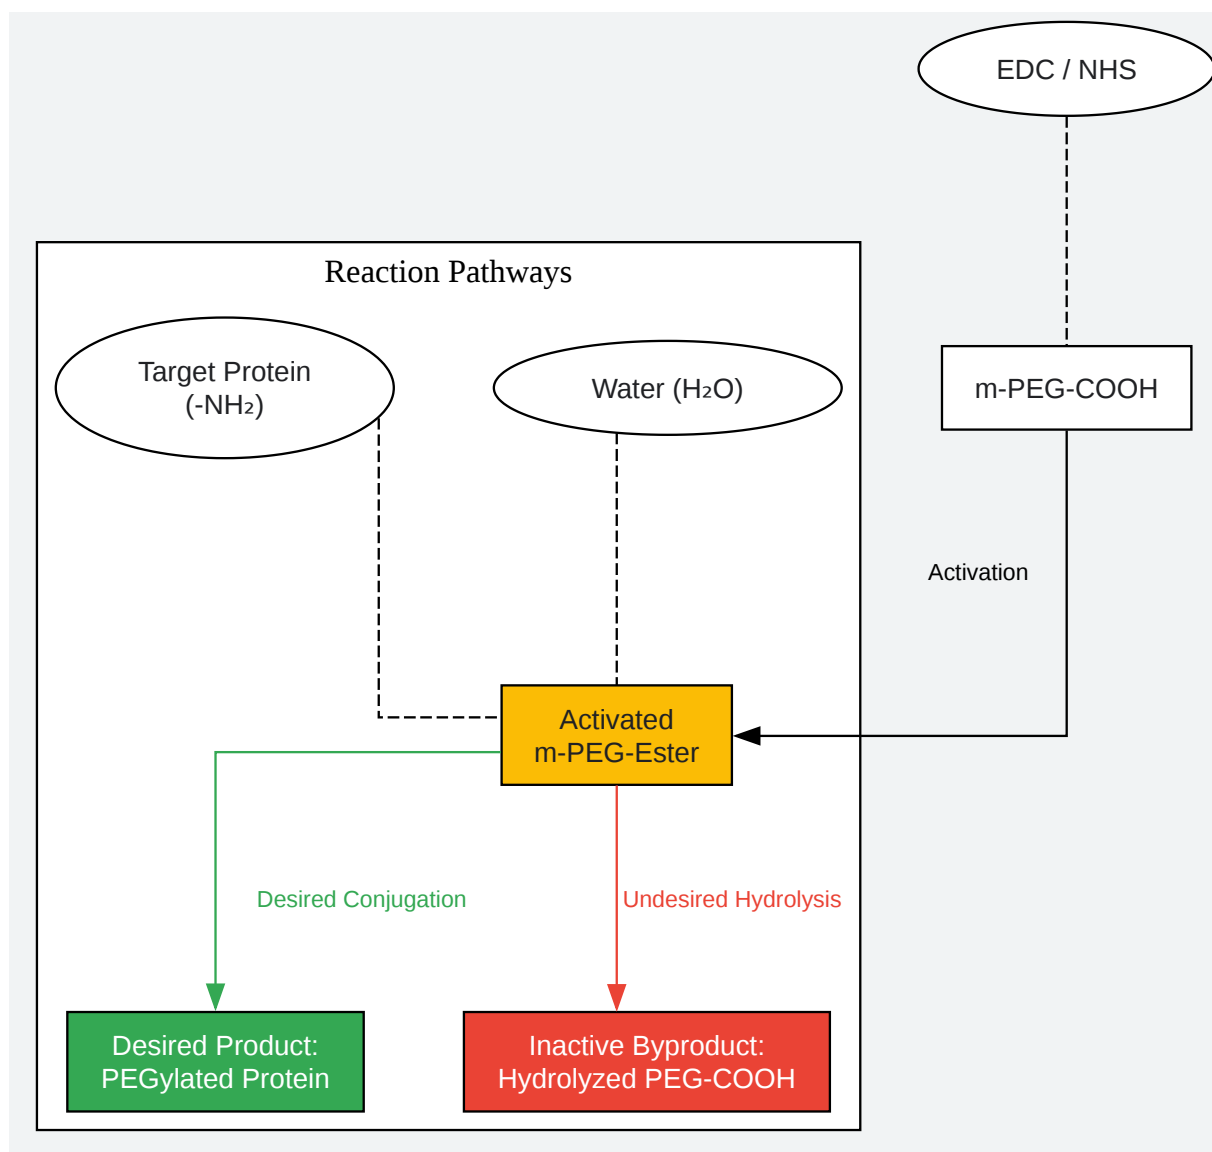 EDC / NHS
Reaction Pathways
Target Protein
(-NH₂)
Water (H₂O)
m-PEG-COOH
Activation
Activated
m-PEG-Ester
Desired Conjugation
Undesired Hydrolysis
Desired Product:
PEGylated Protein
Inactive Byproduct:
Hydrolyzed PEG-COOH